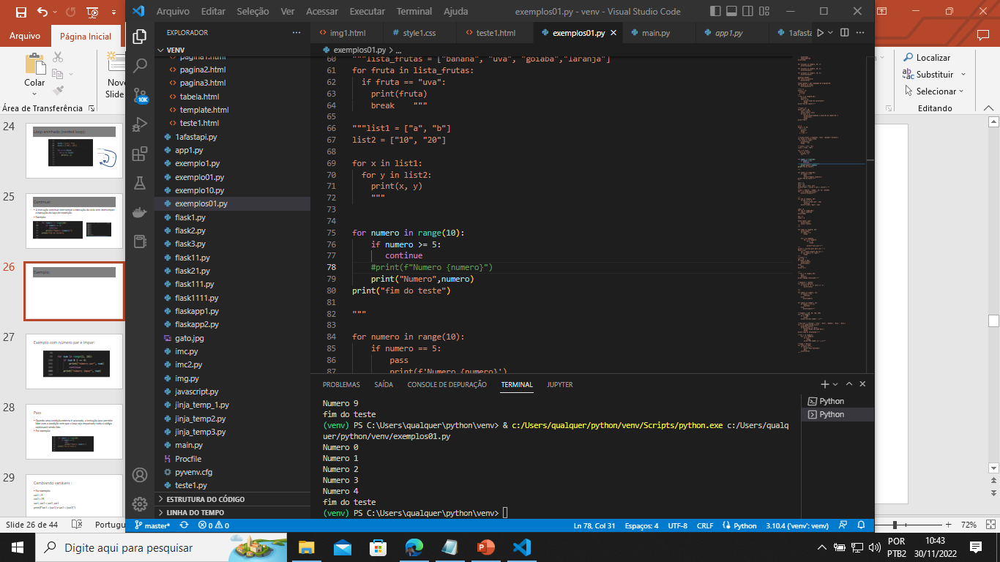 Arquivo Editar Seleção Ver Acessar Executar Terminal Ajuda
exemplos01.py - venv - Visual Studio Code
Arquivo
Página Inicial
Colar
Novo
Slide
Área de Transferência
24
Loop aninhado (nested loop):
25
Continue:
26
Exemplo:
27
Exemplo com número par e ímpar:
28
Pass
29
Cambiando variáveis :
Slide 26 de 44
EXPLORADOR
VENV
pagina1.html
pagina2.html
pagina3.html
tabela.html
template.html
teste1.html
1afastapi.py
app1.py
exemplo1.py
exemplo01.py
exemplo10.py
exemplos01.py
flask1.py
flask2.py
flask3.py
flask11.py
flask21.py
flask111.py
flask1111.py
flaskapp1.py
flaskapp2.py
gato.jpg
imc.py
imc2.py
img.py
javascript.py
jinja_temp_1.py
jinja_temp2.py
jinja_temp3.py
main.py
Procfile
pyvenv.cfg
teste1.py
ESTRUTURA DO CÓDIGO
LINHA DO TEMPO
10K
img1.html style1.css teste1.html exemplos01.py main.py app1.py 1afasta
exemplos01.py > ...
60 """lista_frutas = ["banana", "uva", "goiaba","laranja"]
61 for fruta in lista_frutas:
62 if fruta == "uva":
63 print(fruta)
64 break """
65
66 """list1 = ["a", "b"]
67 list2 = ["10", "20"]
68
69 for x in list1:
70 for y in list2:
71 print(x, y)
72 """
73
74
75 for numero in range(10):
76 if numero >= 5:
77 continue
78 #print(f"Numero {numero}")
79 print("Numero",numero)
80 print("fim do teste")
81
82 """
83
84 for numero in range(10):
85 if numero == 5:
86 pass
87 print(f'Numero {numero}')
PROBLEMAS SAÍDA CONSOLE DE DEPURAÇÃO TERMINAL JUPYTER
Numero 9
fim do teste
(venv) PS C:\Users\qualquer\python\venv> & c:/Users/qualquer/python/venv/Scripts/python.exe c:/Users/qualq
uer/python/venv/exemplos01.py
Numero 0
Numero 1
Numero 2
Numero 3
Numero 4
fim do teste
(venv) PS C:\Users\qualquer\python\venv>
Python
Python
master* 0 0 Ln 78, Col 31 Espaços: 4 UTF-8 CRLF Python 3.10.4 ('venv': venv)
Localizar
Substituir
Selecionar
Editando
72%
Digite aqui para pesquisar
POR
PTB2
10:43
30/11/2022